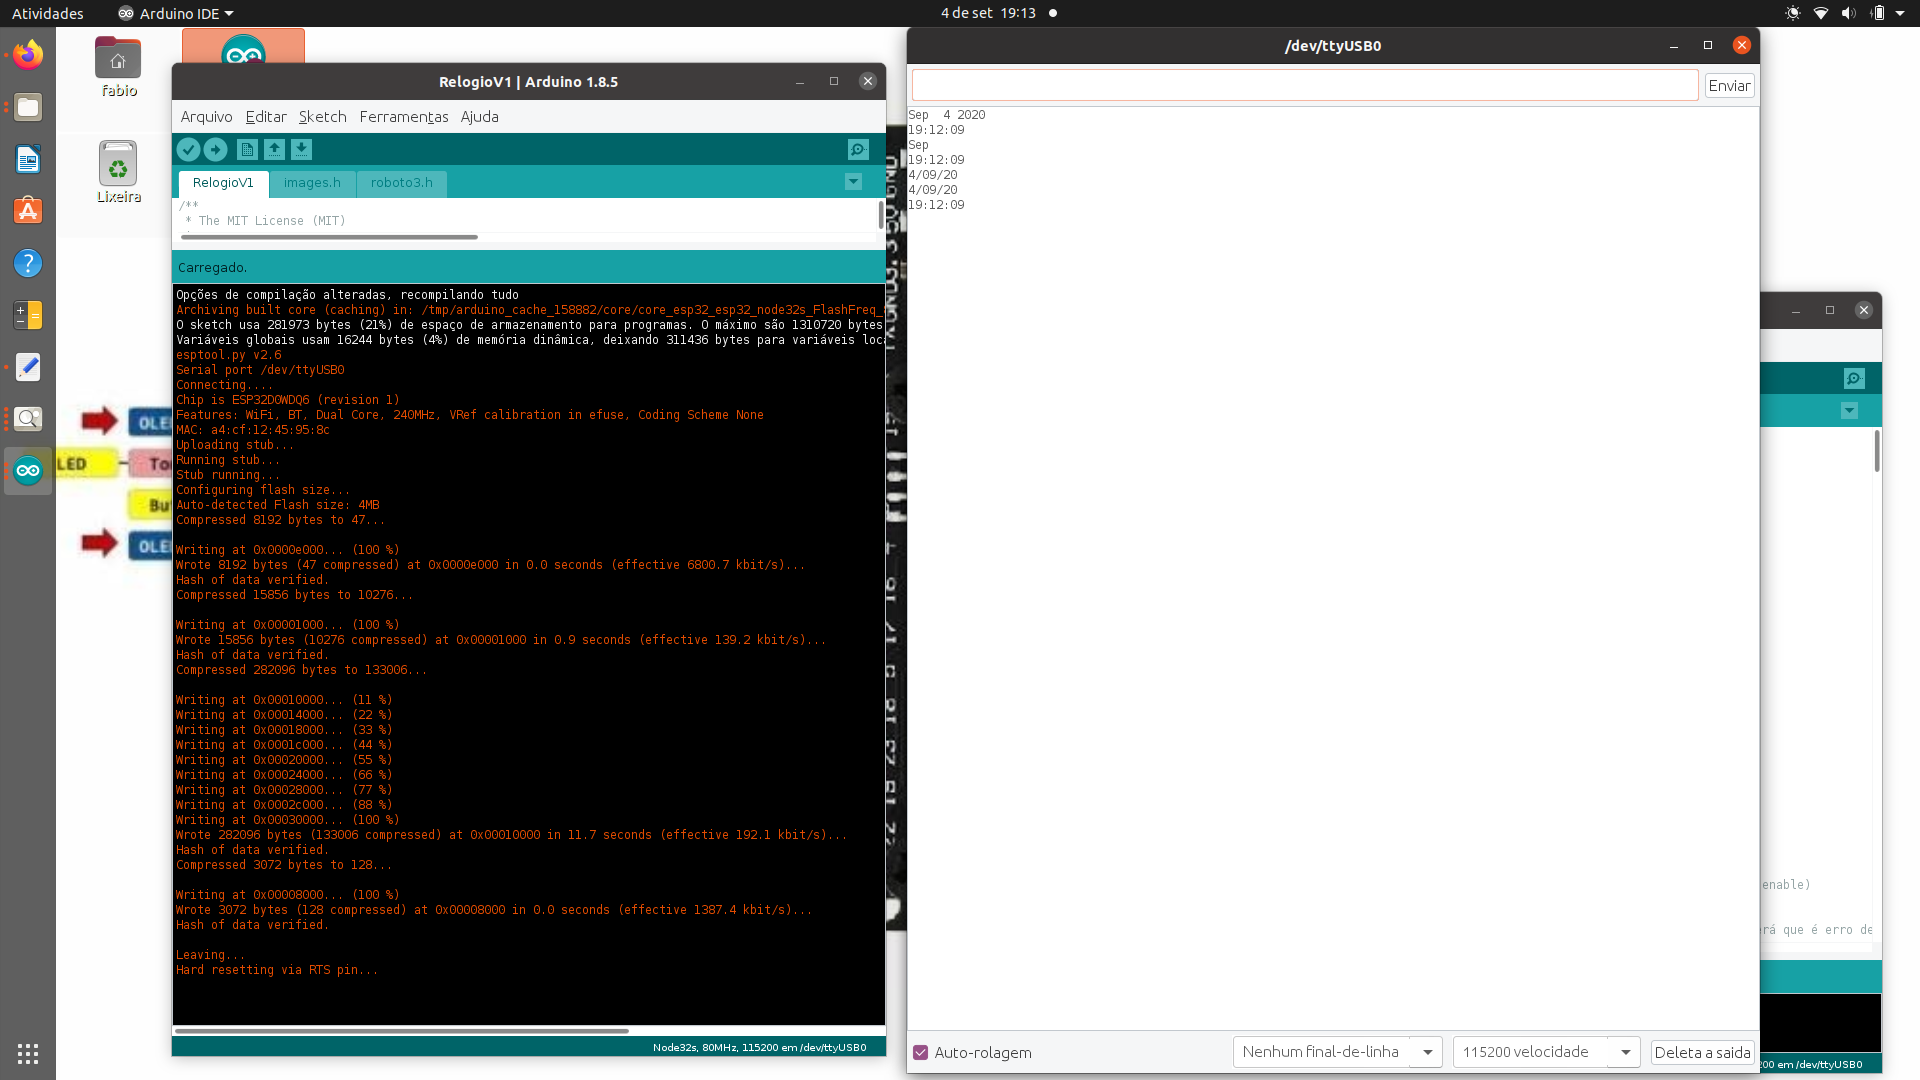 Atividades
Arduino IDE
4 de set 19:13
fabio
Lixeira
OLE
LED
To
Bu
OLE
RelogioV1 | Arduino 1.8.5
Arquivo Editar Sketch Ferramentas Ajuda
RelogioV1 images.h roboto3.h
/**
* The MIT License (MIT)
Carregado.
Opções de compilação alteradas, recompilando tudo
Archiving built core (caching) in: /tmp/arduino_cache_158882/core/core_esp32_esp32_node32s_FlashFreq_
O sketch usa 281973 bytes (21%) de espaço de armazenamento para programas. O máximo são 1310720 bytes
Variáveis globais usam 16244 bytes (4%) de memória dinâmica, deixando 311436 bytes para variáveis loc
esptool.py v2.6
Serial port /dev/ttyUSB0
Connecting....
Chip is ESP32D0WDQ6 (revision 1)
Features: WiFi, BT, Dual Core, 240MHz, VRef calibration in efuse, Coding Scheme None
MAC: a4:cf:12:45:95:8c
Uploading stub...
Running stub...
Stub running...
Configuring flash size...
Auto-detected Flash size: 4MB
Compressed 8192 bytes to 47...
Writing at 0x0000e000... (100 %)
Wrote 8192 bytes (47 compressed) at 0x0000e000 in 0.0 seconds (effective 6800.7 kbit/s)...
Hash of data verified.
Compressed 15856 bytes to 10276...
Writing at 0x00001000... (100 %)
Wrote 15856 bytes (10276 compressed) at 0x00001000 in 0.9 seconds (effective 139.2 kbit/s)...
Hash of data verified.
Compressed 282096 bytes to 133006...
Writing at 0x00010000... (11 %)
Writing at 0x00014000... (22 %)
Writing at 0x00018000... (33 %)
Writing at 0x0001c000... (44 %)
Writing at 0x00020000... (55 %)
Writing at 0x00024000... (66 %)
Writing at 0x00028000... (77 %)
Writing at 0x0002c000... (88 %)
Writing at 0x00030000... (100 %)
Wrote 282096 bytes (133006 compressed) at 0x00010000 in 11.7 seconds (effective 192.1 kbit/s)...
Hash of data verified.
Compressed 3072 bytes to 128...
Writing at 0x00008000... (100 %)
Wrote 3072 bytes (128 compressed) at 0x00008000 in 0.0 seconds (effective 1387.4 kbit/s)...
Hash of data verified.
Leaving...
Hard resetting via RTS pin...
Node32s, 80MHz, 115200 em /dev/ttyUSB0
/dev/ttyUSB0
Enviar
Sep  4 2020
19:12:09
Sep
19:12:09
4/09/20
4/09/20
19:12:09
Auto-rolagem
Nenhum final-de-linha
115200 velocidade
Deleta a saida
enable)
rá que é erro de
200 em /dev/ttyUSB0